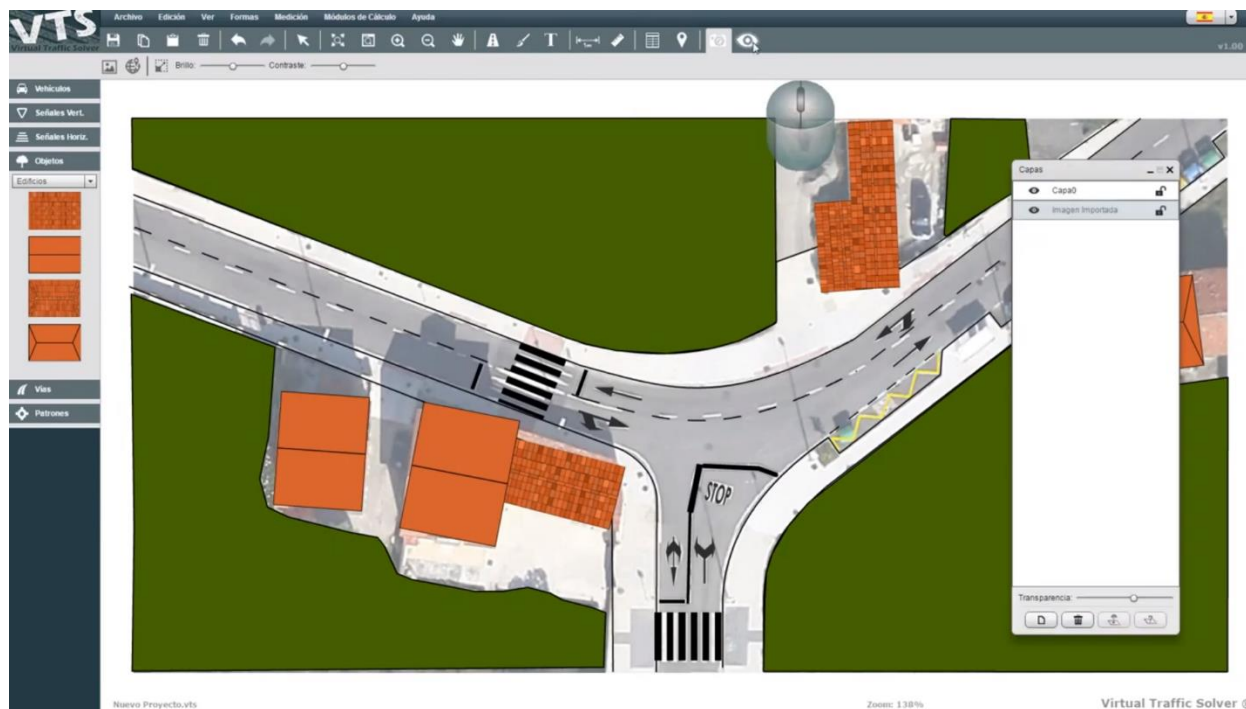 VTS
Virtual Traffic Solver
Archivo Edición Ver Formas Medición Módulos de Cálculo Ayuda
T
v1.00
Brillo: Contraste:
Vehículos
Señales Vert.
Señales Horiz.
Objetos
Edificios
Vías
Patrones
Capas
Capa0
Imagen Importada
STOP
Transparencia:
Nuevo Proyecto.vts
Zoom: 138%
Virtual Traffic Solver ©